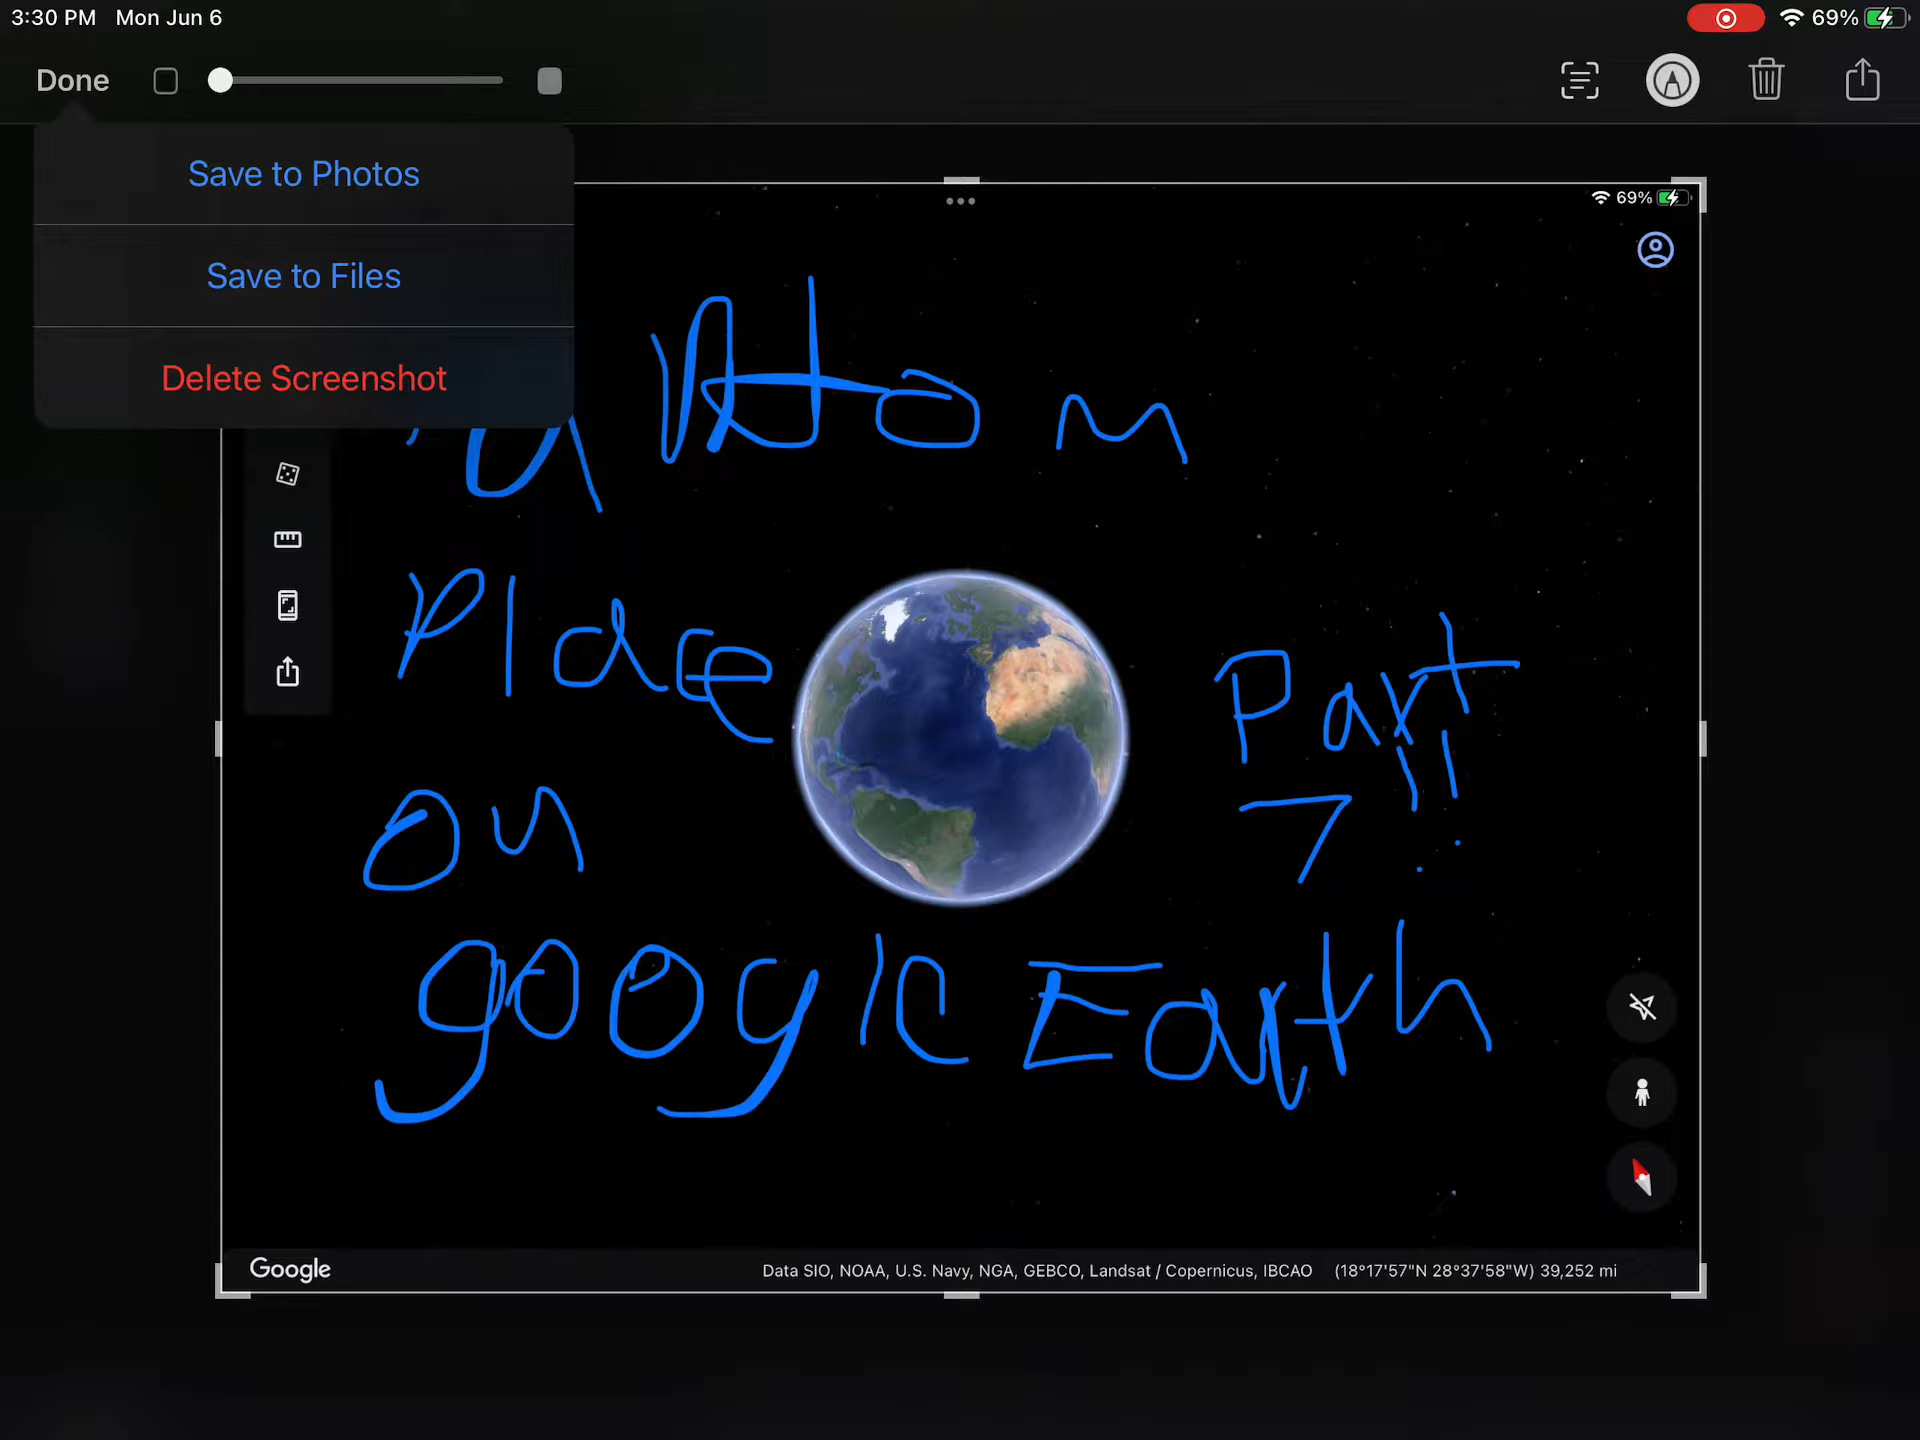 3:30 PM Mon Jun 6 69%
Done
Save to Photos
Save to Files
Delete Screenshot
69%
Place
on
Part
7!!
google Earth
Google
Data SIO, NOAA, U.S. Navy, NGA, GEBCO, Landsat / Copernicus, IBCAO (18°17'57"N 28°37'58"W) 39,252 mi